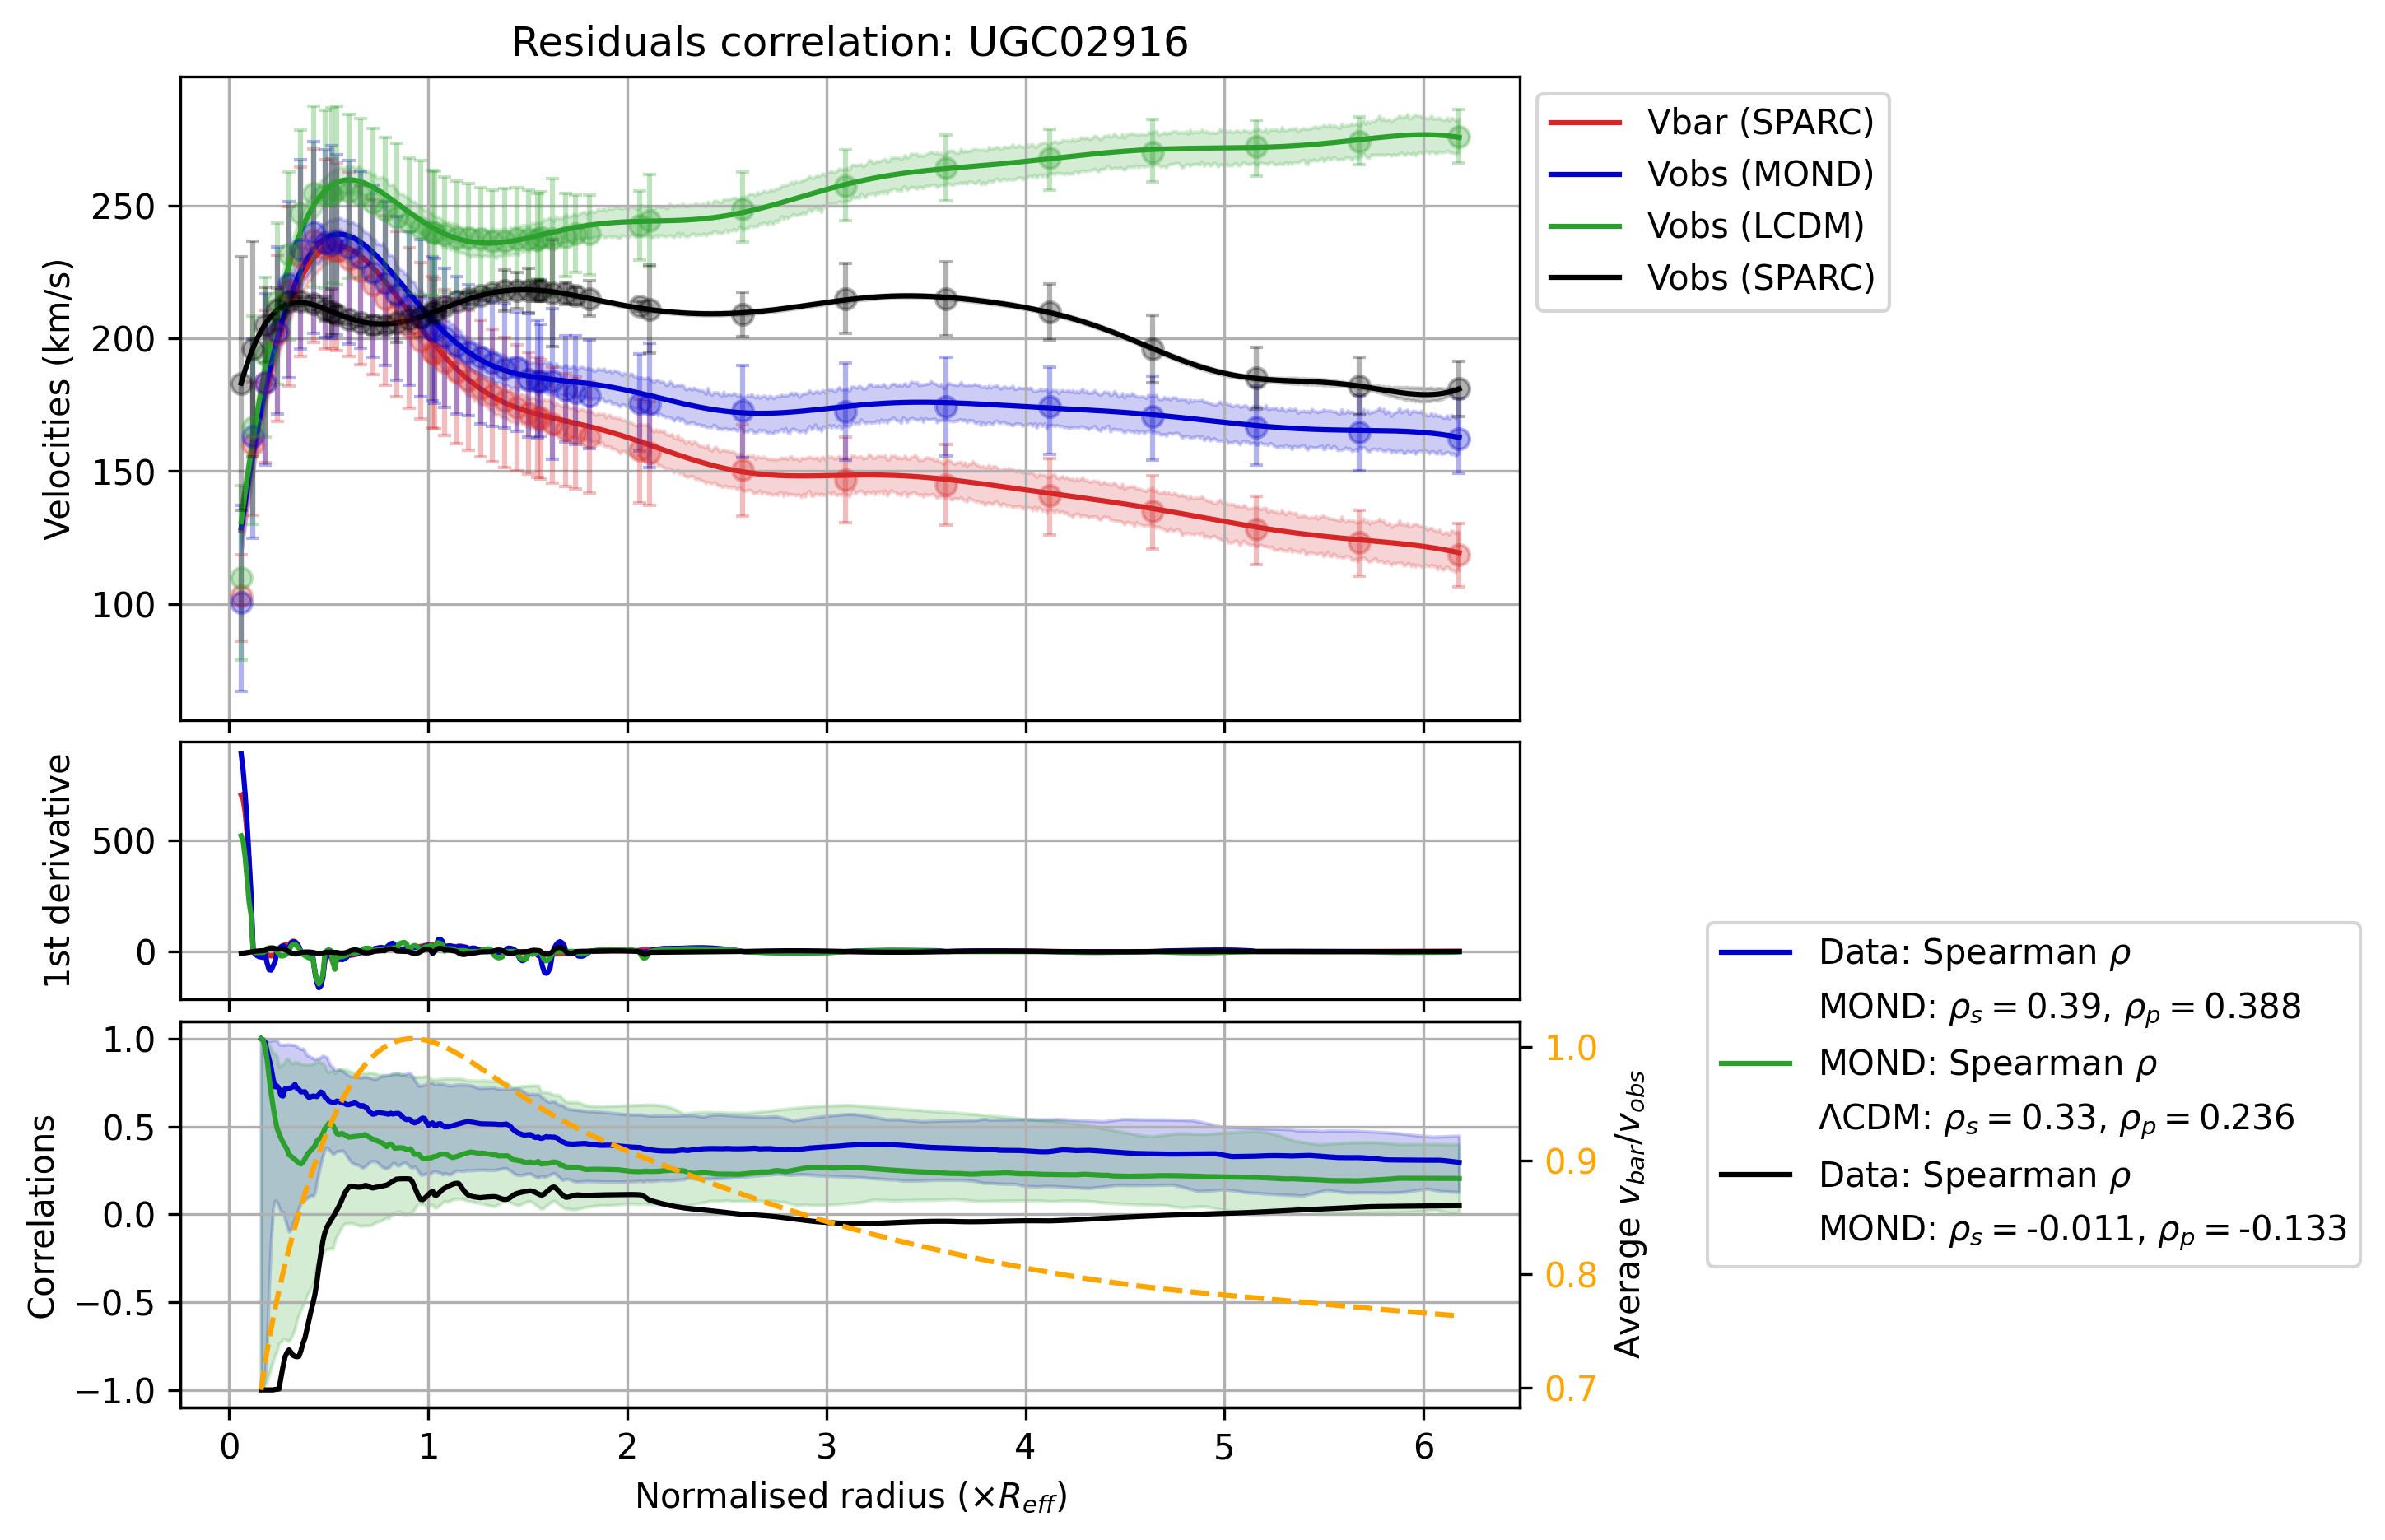 Residuals correlation: UGC02916
Velocities (km/s)
250
200
150
100
Vbar (SPARC)
Vobs (MOND)
Vobs (LCDM)
Vobs (SPARC)
1st derivative
500
0
Correlations
1.0
0.5
0.0
−0.5
−1.0
1.0
0.9
0.8
0.7
Average v_bar/v_obs
Data: Spearman ρ
MOND: ρ_s = 0.39, ρ_p = 0.388
MOND: Spearman ρ
ΛCDM: ρ_s = 0.33, ρ_p = 0.236
Data: Spearman ρ
MOND: ρ_s = -0.011, ρ_p = -0.133
0 1 2 3 4 5 6
Normalised radius (×R_eff)